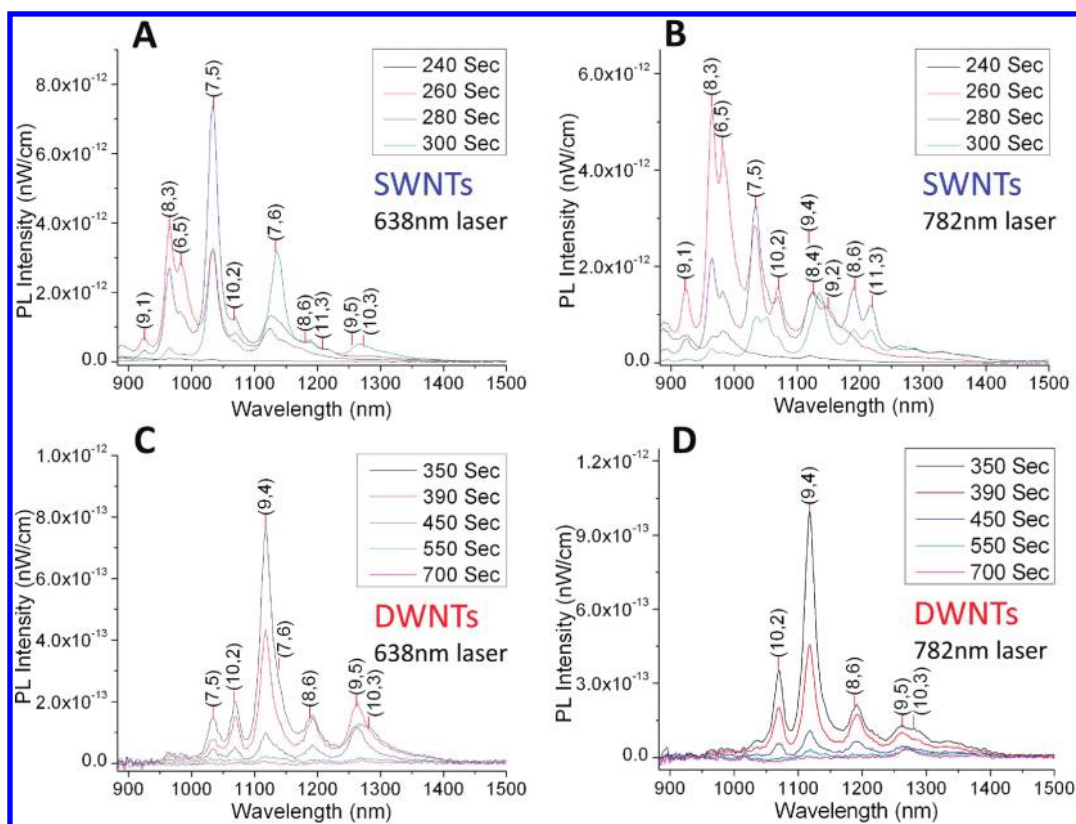 A
8.0x10⁻¹²
6.0x10⁻¹²
4.0x10⁻¹²
2.0x10⁻¹²
0.0
PL Intensity (nW/cm)
900 1000 1100 1200 1300 1400 1500
Wavelength (nm)
(9,1)
(8,3)
(6,5)
(7,5)
(10,2)
(7,6)
(8,6)
(11,3)
(9,5)
(10,3)
240 Sec
260 Sec
280 Sec
300 Sec
SWNTs
638nm laser
B
6.0x10⁻¹²
4.0x10⁻¹²
2.0x10⁻¹²
0.0
PL Intensity (nW/cm)
900 1000 1100 1200 1300 1400 1500
Wavelength (nm)
(9,1)
(8,3)
(6,5)
(7,5)
(10,2)
(9,4)
(8,4)
(9,2)
(8,6)
(11,3)
240 Sec
260 Sec
280 Sec
300 Sec
SWNTs
782nm laser
C
1.0x10⁻¹²
8.0x10⁻¹³
6.0x10⁻¹³
4.0x10⁻¹³
2.0x10⁻¹³
0.0
PL Intensity (nW/cm)
900 1000 1100 1200 1300 1400 1500
Wavelength (nm)
(7,5)
(10,2)
(9,4)
(7,6)
(8,6)
(9,5)
(10,3)
350 Sec
390 Sec
450 Sec
550 Sec
700 Sec
DWNTs
638nm laser
D
1.2x10⁻¹²
9.0x10⁻¹³
6.0x10⁻¹³
3.0x10⁻¹³
0.0
PL Intensity (nW/cm)
900 1000 1100 1200 1300 1400 1500
Wavelength (nm)
(10,2)
(9,4)
(8,6)
(9,5)
(10,3)
350 Sec
390 Sec
450 Sec
550 Sec
700 Sec
DWNTs
782nm laser